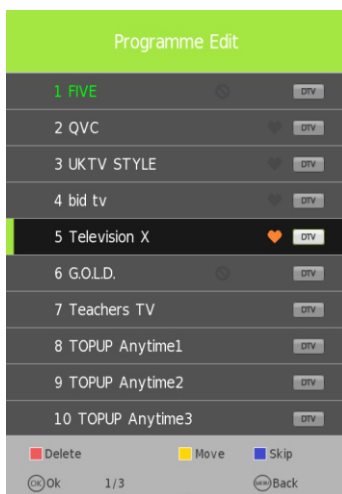 Programme Edit
1 FIVE DTV
2 QVC DTV
3 UKTV STYLE DTV
4 bid tv DTV
5 Television X DTV
6 G.O.L.D. DTV
7 Teachers TV DTV
8 TOPUP Anytime1 DTV
9 TOPUP Anytime2 DTV
10 TOPUP Anytime3 DTV
Delete Move Skip
OK Ok 1/3 MENU Back